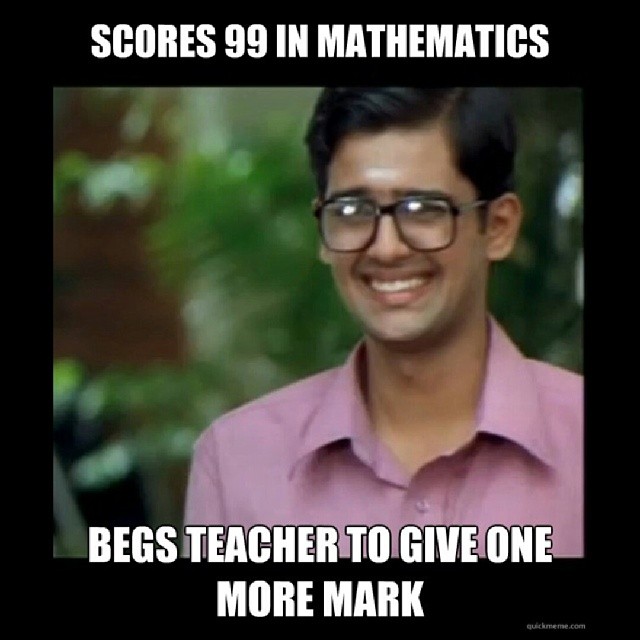 SCORES 99 IN MATHEMATICS
BEGS TEACHER TO GIVE ONE
MORE MARK
quickmeme.com